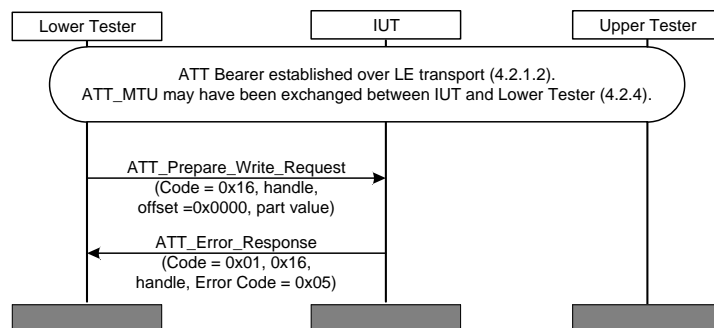 Lower Tester
IUT
Upper Tester
ATT Bearer established over LE transport (4.2.1.2).
ATT_MTU may have been exchanged between IUT and Lower Tester (4.2.4).
ATT_Prepare_Write_Request
(Code = 0x16, handle,
offset =0x0000, part value)
ATT_Error_Response
(Code = 0x01, 0x16,
handle, Error Code = 0x05)